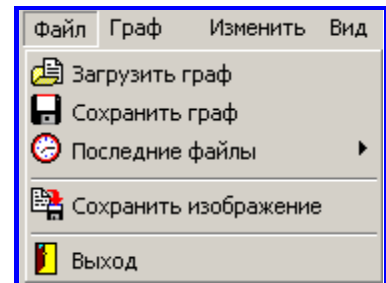 Файл Граф Изменить Вид
Загрузить граф
Сохранить граф
Последние файлы
Сохранить изображение
Выход